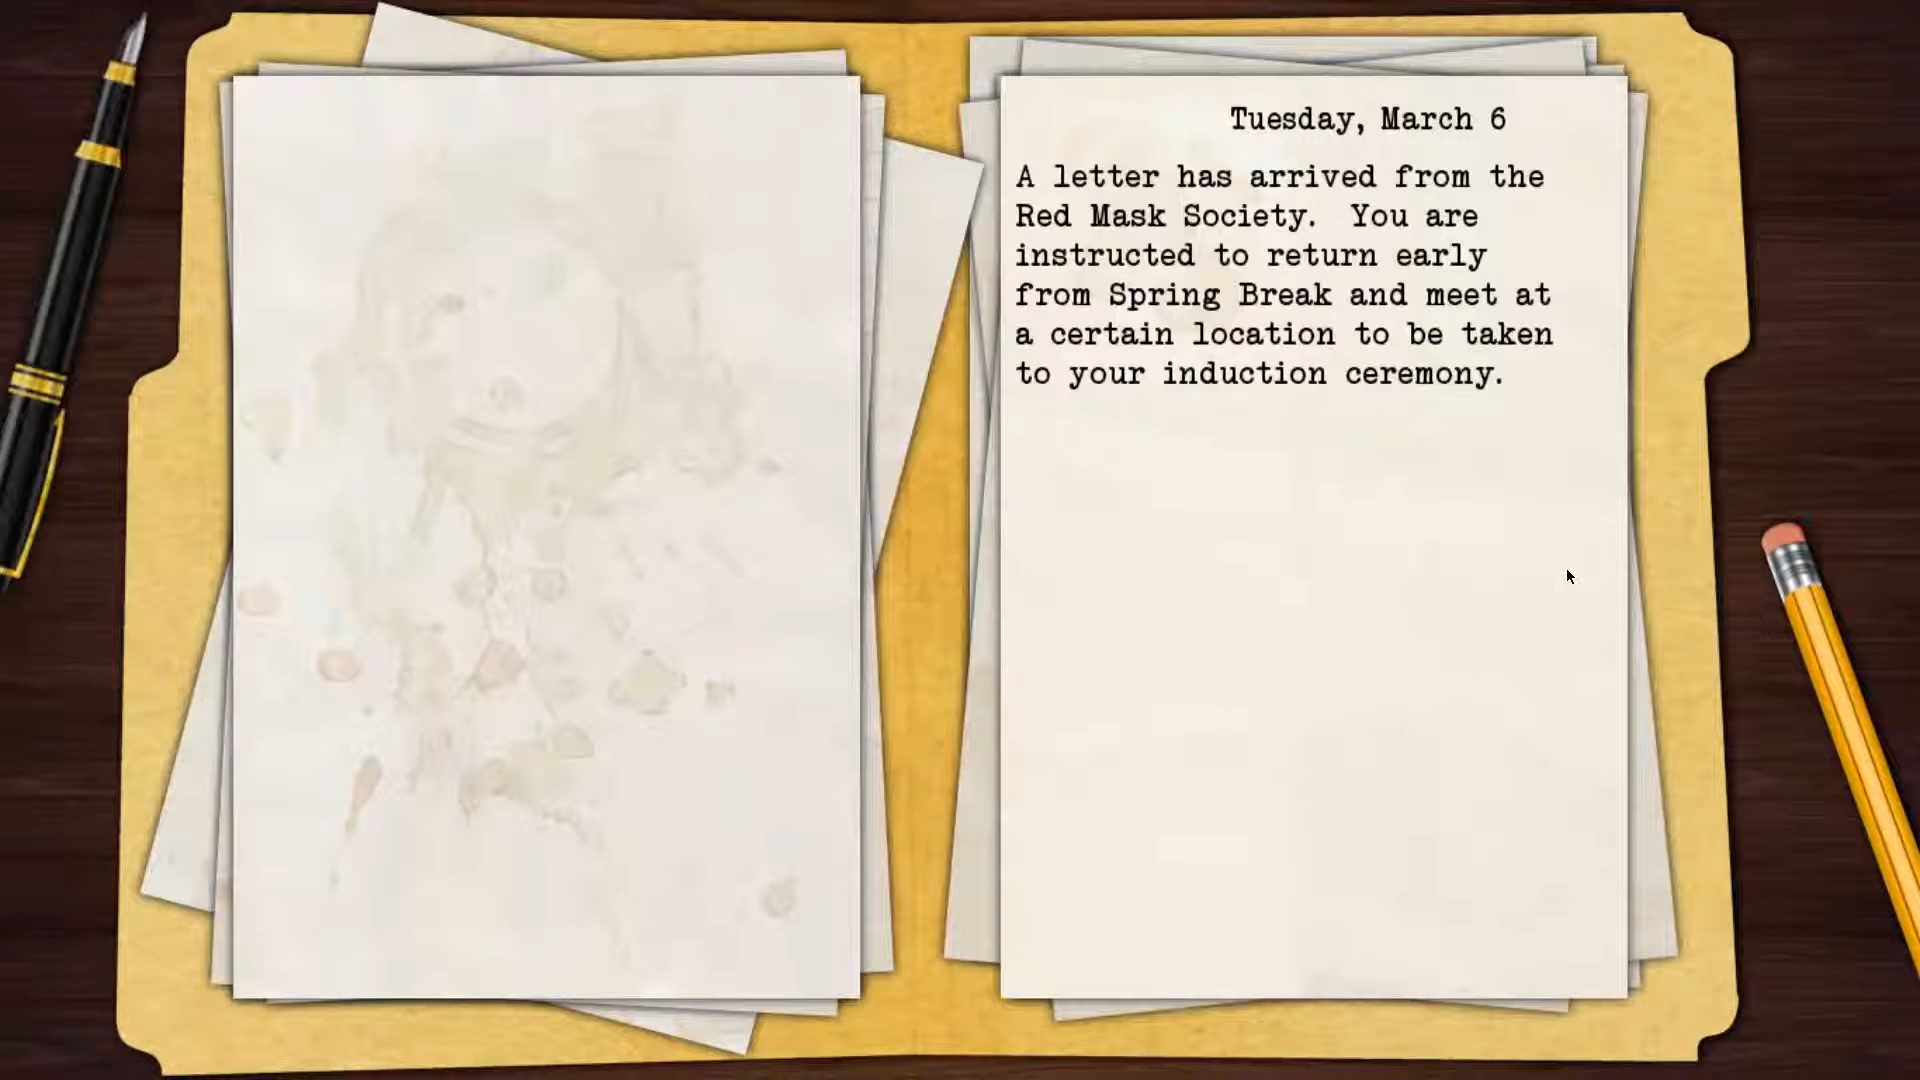 Tuesday, March 6
A letter has arrived from the
Red Mask Society.  You are
instructed to return early
from Spring Break and meet at
a certain location to be taken
to your induction ceremony.